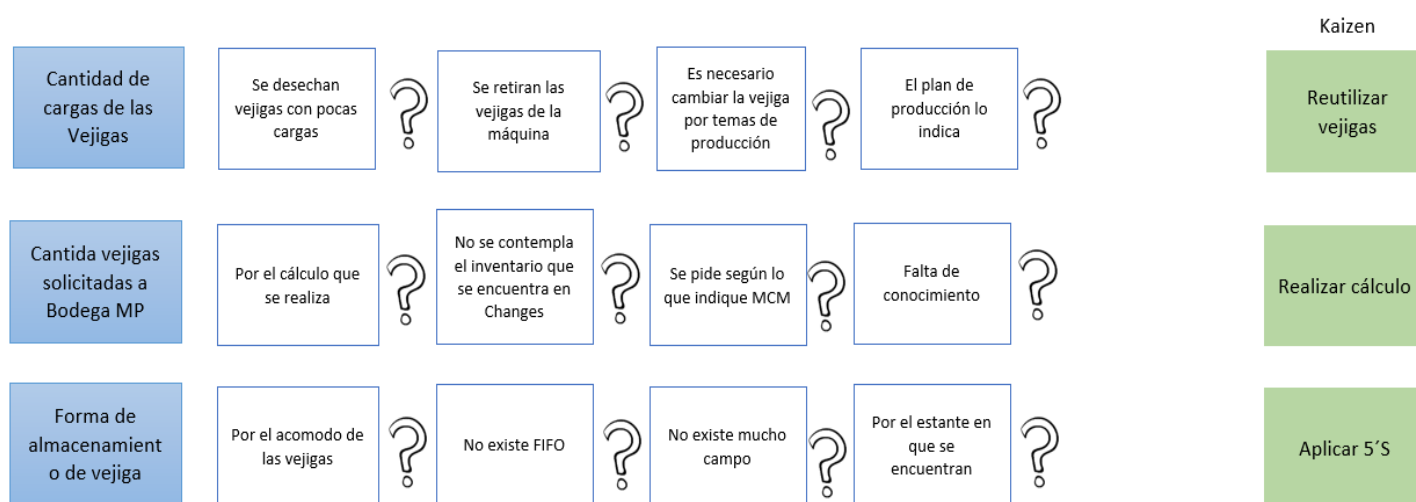 Kaizen
Cantidad de
cargas de las
Vejigas
Se desechan
vejigas con pocas
cargas
?
Se retiran las
vejigas de la
máquina
?
Es necesario
cambiar la vejiga
por temas de
producción
?
El plan de
producción lo
indica
?
Reutilizar
vejigas
Cantida vejigas
solicitadas a
Bodega MP
Por el cálculo que
se realiza
?
No se contempla
el inventario que
se encuentra en
Changes
?
Se pide según lo
que indique MCM
?
Falta de
conocimiento
?
Realizar cálculo
Forma de
almacenamient
o de vejiga
Por el acomodo de
las vejigas
?
No existe FIFO
?
No existe mucho
campo
?
Por el estante en
que se
encuentran
?
Aplicar 5´S